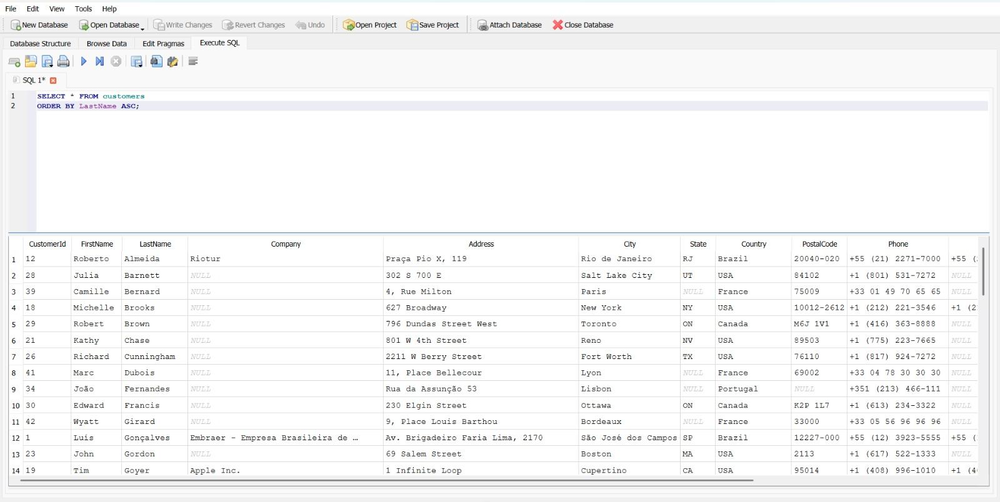 File Edit View Tools Help
New Database Open Database Write Changes Revert Changes Undo Open Project Save Project Attach Database Close Database
Database Structure Browse Data Edit Pragmas Execute SQL
SQL 1*
1 SELECT * FROM customers
2 ORDER BY LastName ASC;
CustomerId FirstName LastName Company Address City State Country PostalCode Phone
1 12 Roberto Almeida Riotur Praça Pio X, 119 Rio de Janeiro RJ Brazil 20040-020 +55 (21) 2271-7000 +55 (
2 28 Julia Barnett NULL 302 S 700 E Salt Lake City UT USA 84102 +1 (801) 531-7272 NULL
3 39 Camille Bernard NULL 4, Rue Milton Paris NULL France 75009 +33 01 49 70 65 65 NULL
4 18 Michelle Brooks NULL 627 Broadway New York NY USA 10012-2612 +1 (212) 221-3546 +1 (2
5 29 Robert Brown NULL 796 Dundas Street West Toronto ON Canada M6J 1V1 +1 (416) 363-8888 NULL
6 21 Kathy Chase NULL 801 W 4th Street Reno NV USA 89503 +1 (775) 223-7665 NULL
7 26 Richard Cunningham NULL 2211 W Berry Street Fort Worth TX USA 76110 +1 (817) 924-7272 NULL
8 41 Marc Dubois NULL 11, Place Bellecour Lyon NULL France 69002 +33 04 78 30 30 30 NULL
9 34 João Fernandes NULL Rua da Assunção 53 Lisbon NULL Portugal NULL +351 (213) 466-111 NULL
10 30 Edward Francis NULL 230 Elgin Street Ottawa ON Canada K2P 1L7 +1 (613) 234-3322 NULL
11 42 Wyatt Girard NULL 9, Place Louis Barthou Bordeaux NULL France 33000 +33 05 56 96 96 96 NULL
12 1 Luís Gonçalves Embraer - Empresa Brasileira de … Av. Brigadeiro Faria Lima, 2170 São José dos Campos SP Brazil 12227-000 +55 (12) 3923-5555 +55 (
13 23 John Gordon NULL 69 Salem Street Boston MA USA 2113 +1 (617) 522-1333 NULL
14 19 Tim Goyer Apple Inc. 1 Infinite Loop Cupertino CA USA 95014 +1 (408) 996-1010 +1 (4